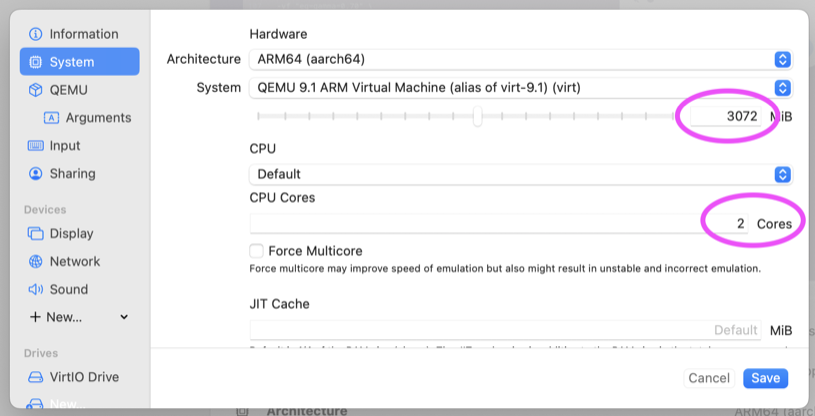 Information
System
QEMU
Arguments
Input
Sharing
Devices
Display
Network
Sound
New...
Drives
VirtIO Drive
New...
Hardware
Architecture ARM64 (aarch64)
System QEMU 9.1 ARM Virtual Machine (alias of virt-9.1) (virt)
3072 MiB
CPU
Default
CPU Cores
2 Cores
Force Multicore
Force multicore may improve speed of emulation but also might result in unstable and incorrect emulation.
JIT Cache
Default MiB
Cancel Save
Architecture ARM64 (aarch